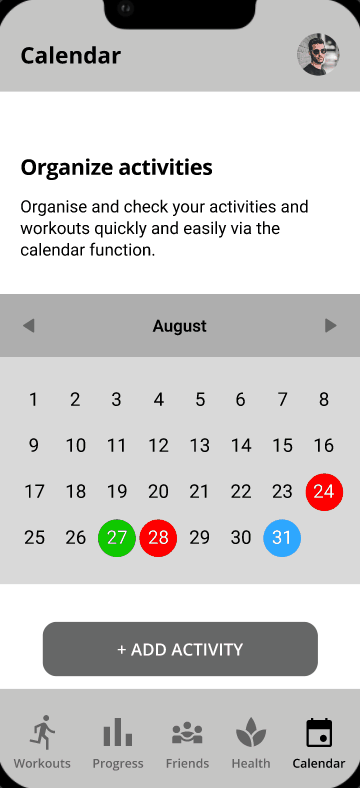 Calendar
Organize activities
Organise and check your activities and
workouts quickly and easily via the
calendar function.
August
1 2 3 4 5 6 7 8
9 10 11 12 13 14 15 16
17 18 19 20 21 22 23 24
25 26 27 28 29 30 31
+ ADD ACTIVITY
Workouts Progress Friends Health Calendar